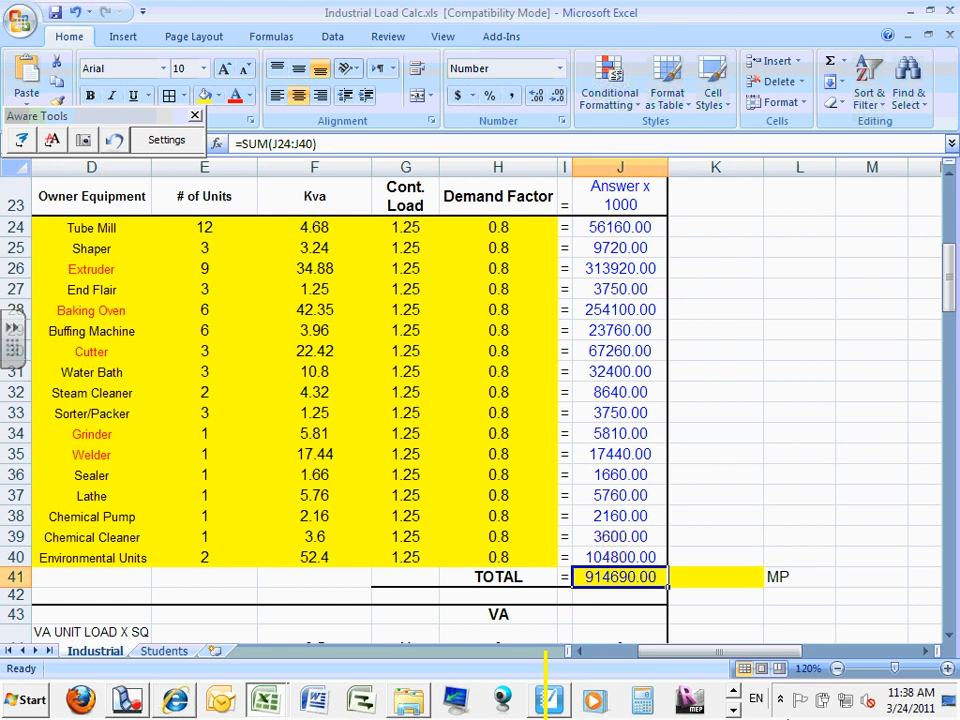 Industrial Load Calc.xls [Compatibility Mode] - Microsoft Excel
Home Insert Page Layout Formulas Data Review View Add-Ins
Paste
Arial 10 A A
B I U A
Number
$ % ,
Conditional Formatting
Format as Table
Cell Styles
Insert
Delete
Format
Σ
Sort & Filter
Find & Select
Alignment Number Styles Cells Editing
Aware Tools
Settings
fx =SUM(J24:J40)
D E F G H I J K L M
23 Owner Equipment # of Units Kva Cont. Load Demand Factor = Answer x 1000
24 Tube Mill 12 4.68 1.25 0.8 = 56160.00
25 Shaper 3 3.24 1.25 0.8 = 9720.00
26 Extruder 9 34.88 1.25 0.8 = 313920.00
27 End Flair 3 1.25 1.25 0.8 = 3750.00
28 Baking Oven 6 42.35 1.25 0.8 = 254100.00
Buffing Machine 6 3.96 1.25 0.8 = 23760.00
Cutter 3 22.42 1.25 0.8 = 67260.00
31 Water Bath 3 10.8 1.25 0.8 = 32400.00
32 Steam Cleaner 2 4.32 1.25 0.8 = 8640.00
33 Sorter/Packer 3 1.25 1.25 0.8 = 3750.00
34 Grinder 1 5.81 1.25 0.8 = 5810.00
35 Welder 1 17.44 1.25 0.8 = 17440.00
36 Sealer 1 1.66 1.25 0.8 = 1660.00
37 Lathe 1 5.76 1.25 0.8 = 5760.00
38 Chemical Pump 1 2.16 1.25 0.8 = 2160.00
39 Chemical Cleaner 1 3.6 1.25 0.8 = 3600.00
40 Environmental Units 2 52.4 1.25 0.8 = 104800.00
41 TOTAL = 914690.00 MP
42
43 VA
VA UNIT LOAD X SQ
Industrial Students
Ready 120%
Start MEP EN 11:38 AM
3/24/2011